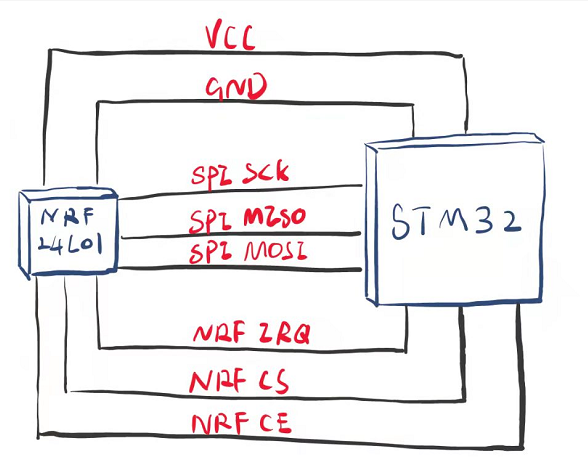 VCC
GND
SPI SCK
SPI MISO
SPI MOSI
NRF
24L01
STM32
NRF IRQ
NRF CS
NRF CE